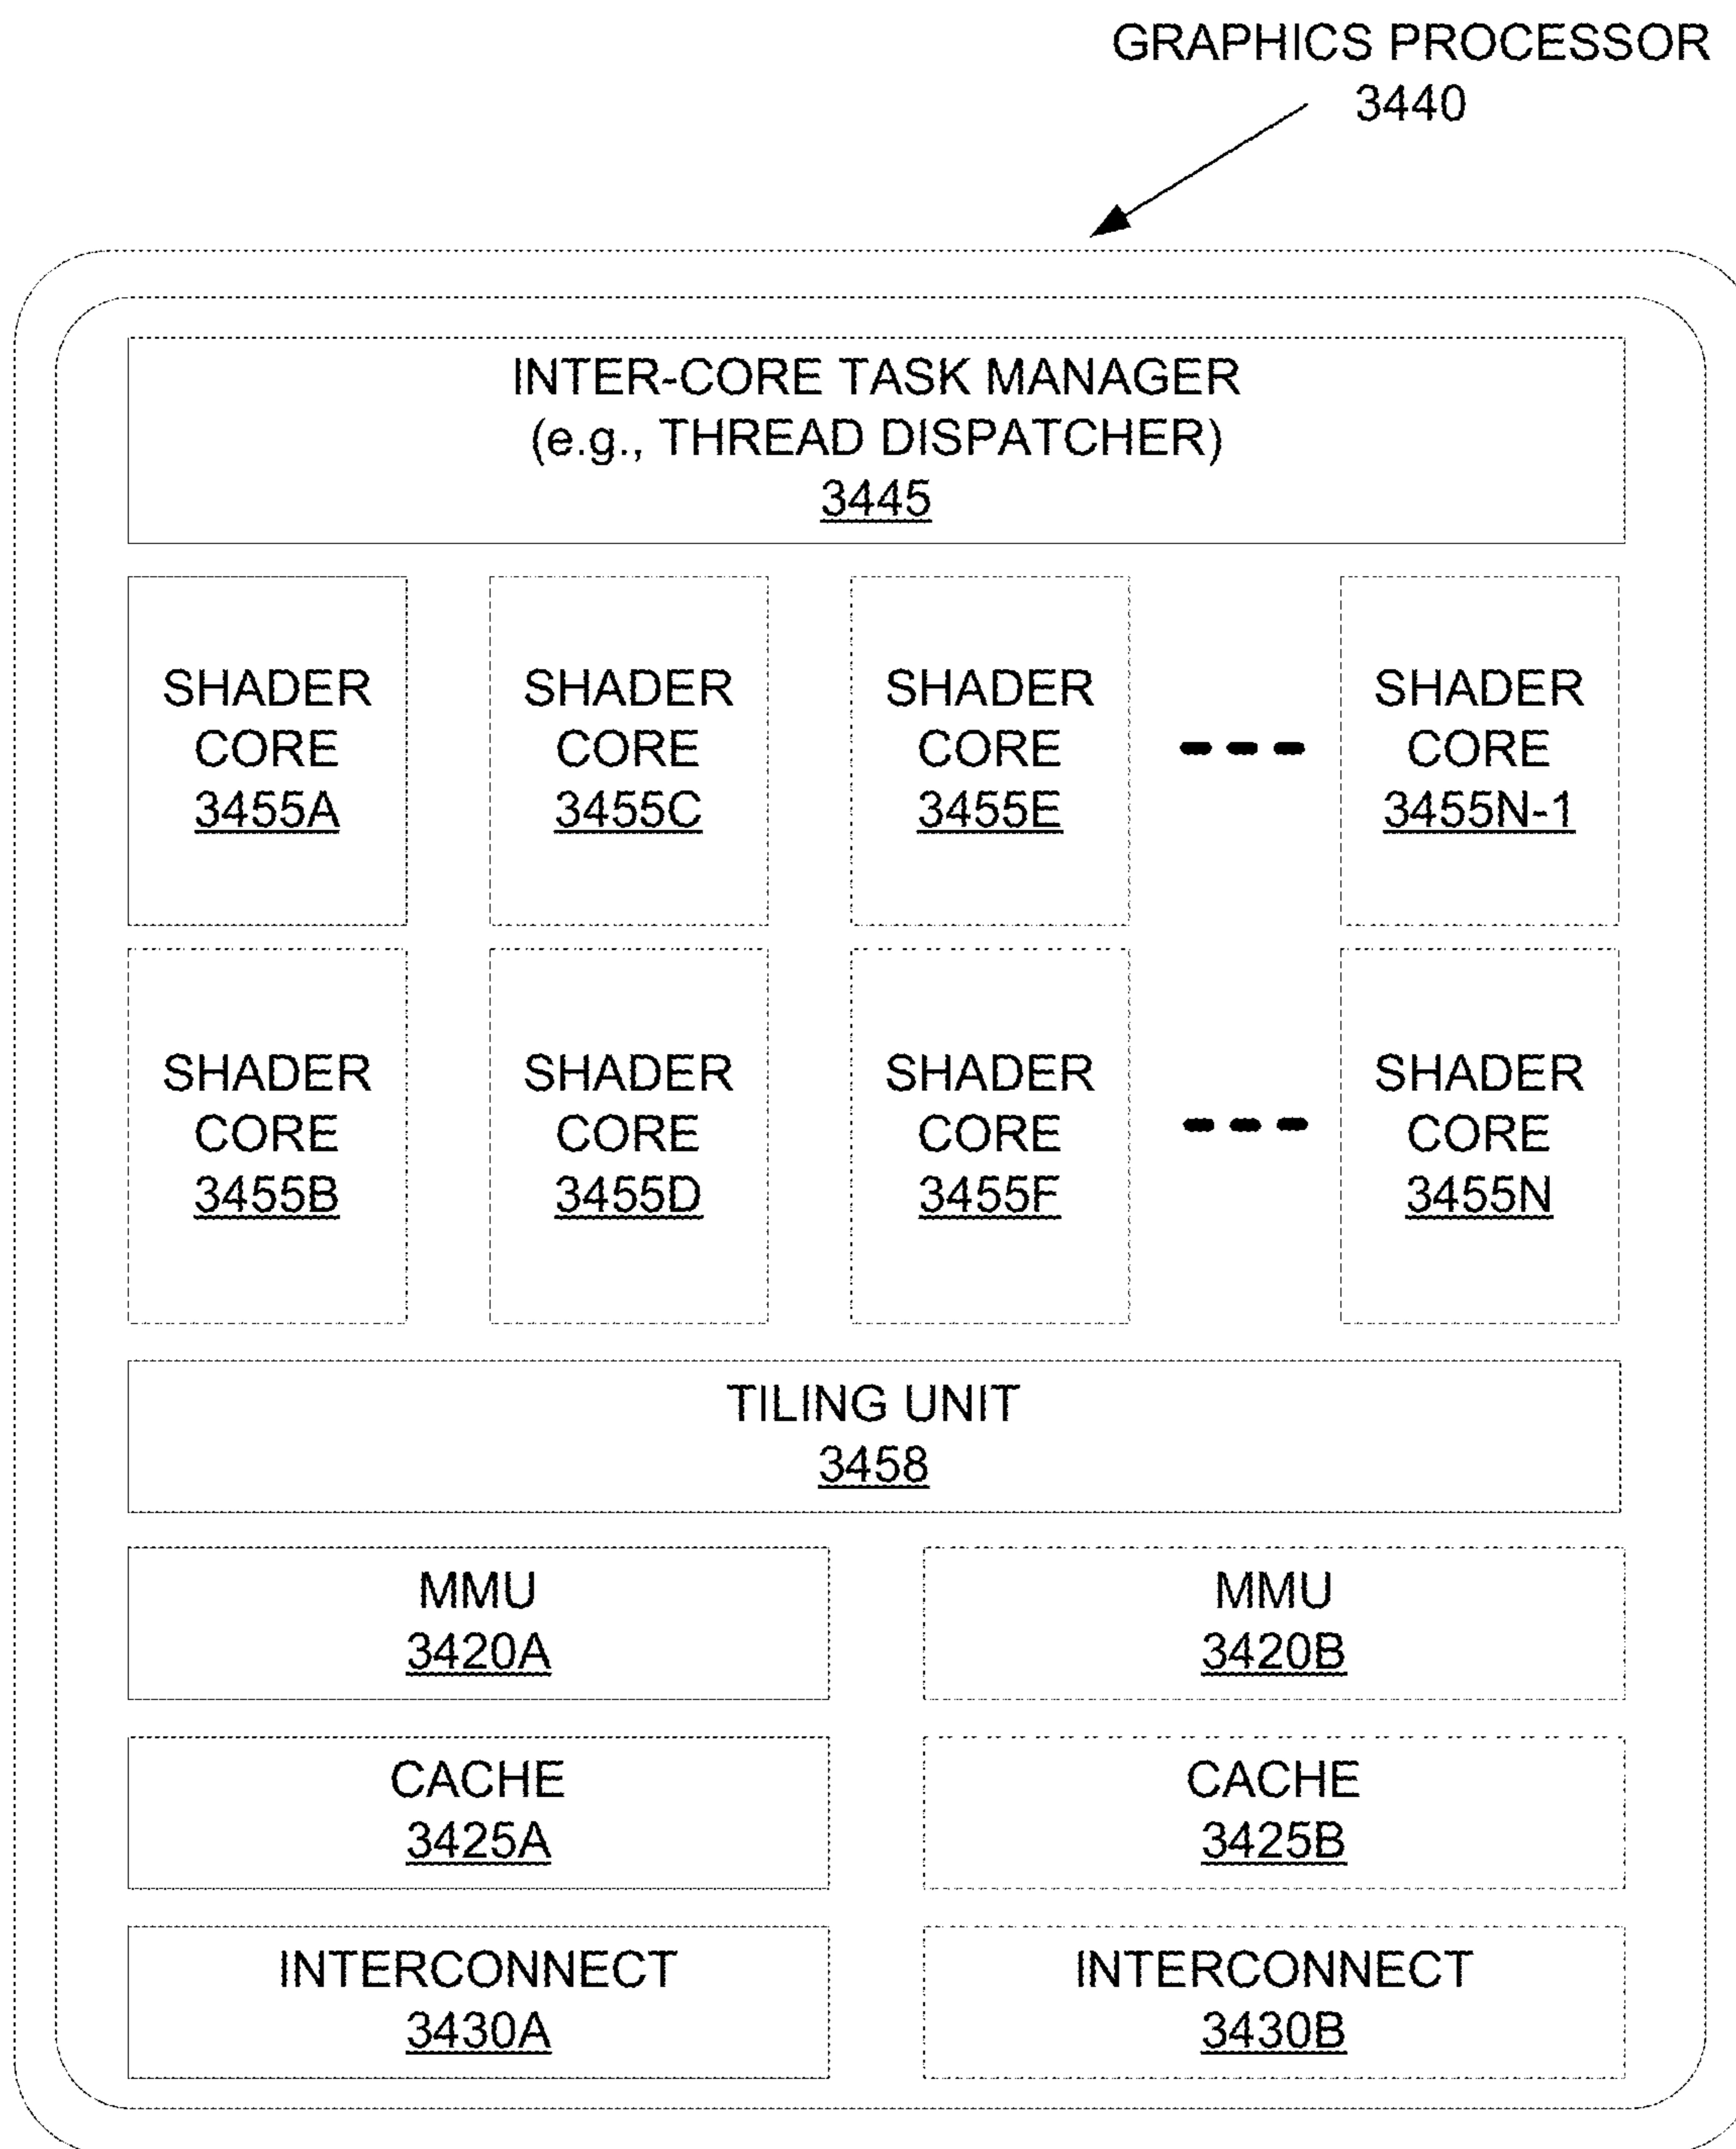 GRAPHICS PROCESSOR
3440
INTER-CORE TASK MANAGER
(e.g., THREAD DISPATCHER)
3445
SHADER
CORE
3455A
SHADER
CORE
3455C
SHADER
CORE
3455E
SHADER
CORE
3455N-1
SHADER
CORE
3455B
SHADER
CORE
3455D
SHADER
CORE
3455F
SHADER
CORE
3455N
TILING UNIT
3458
MMU
3420A
MMU
3420B
CACHE
3425A
CACHE
3425B
INTERCONNECT
3430A
INTERCONNECT
3430B